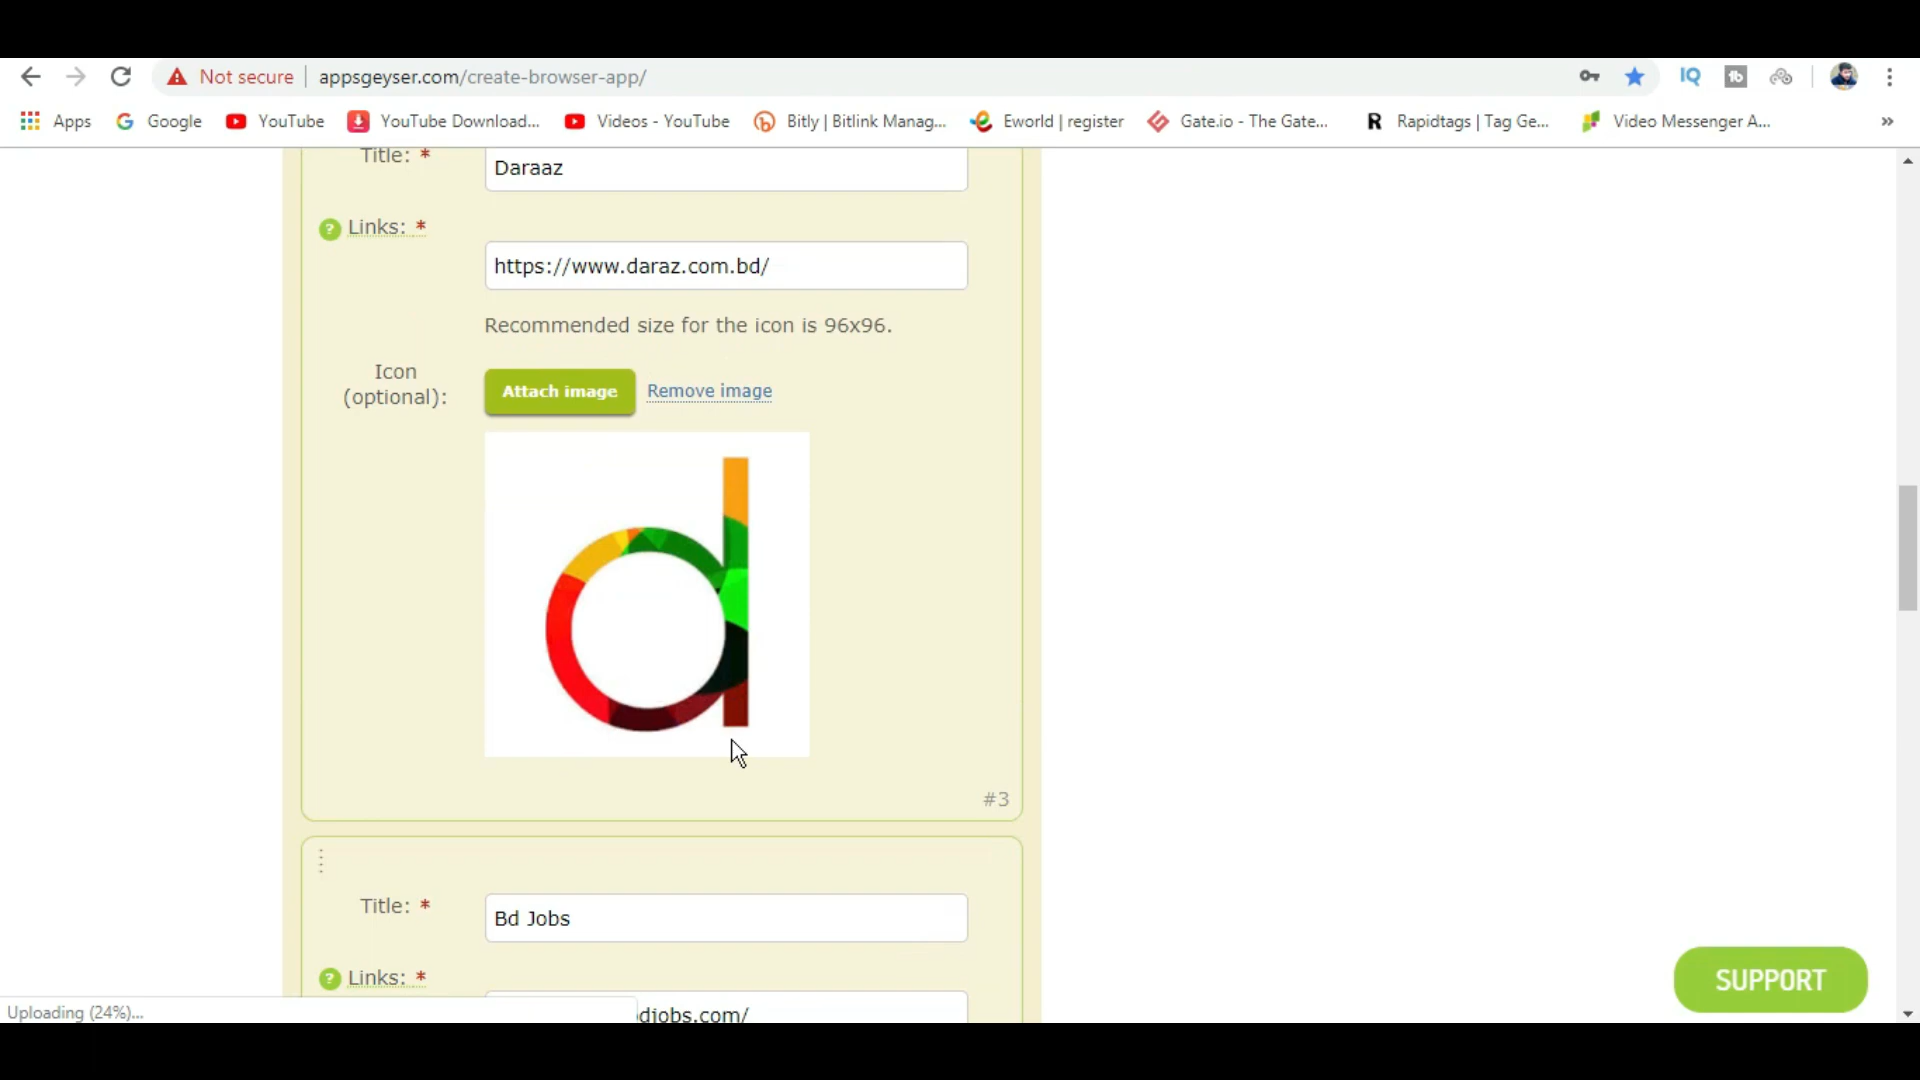 Not secure | appsgeyser.com/create-browser-app/
Apps Google YouTube YouTube Download... Videos - YouTube Bitly | Bitlink Manag... Eworld | register Gate.io - The Gate... Rapidtags | Tag Ge... Video Messenger A... »
Title: *
Daraaz
? Links: *
https://www.daraz.com.bd/
Recommended size for the icon is 96x96.
Icon
(optional):
Attach image
Remove image
#3
Title: *
Bd Jobs
? Links: *
djobs.com/
SUPPORT
Uploading (24%)...